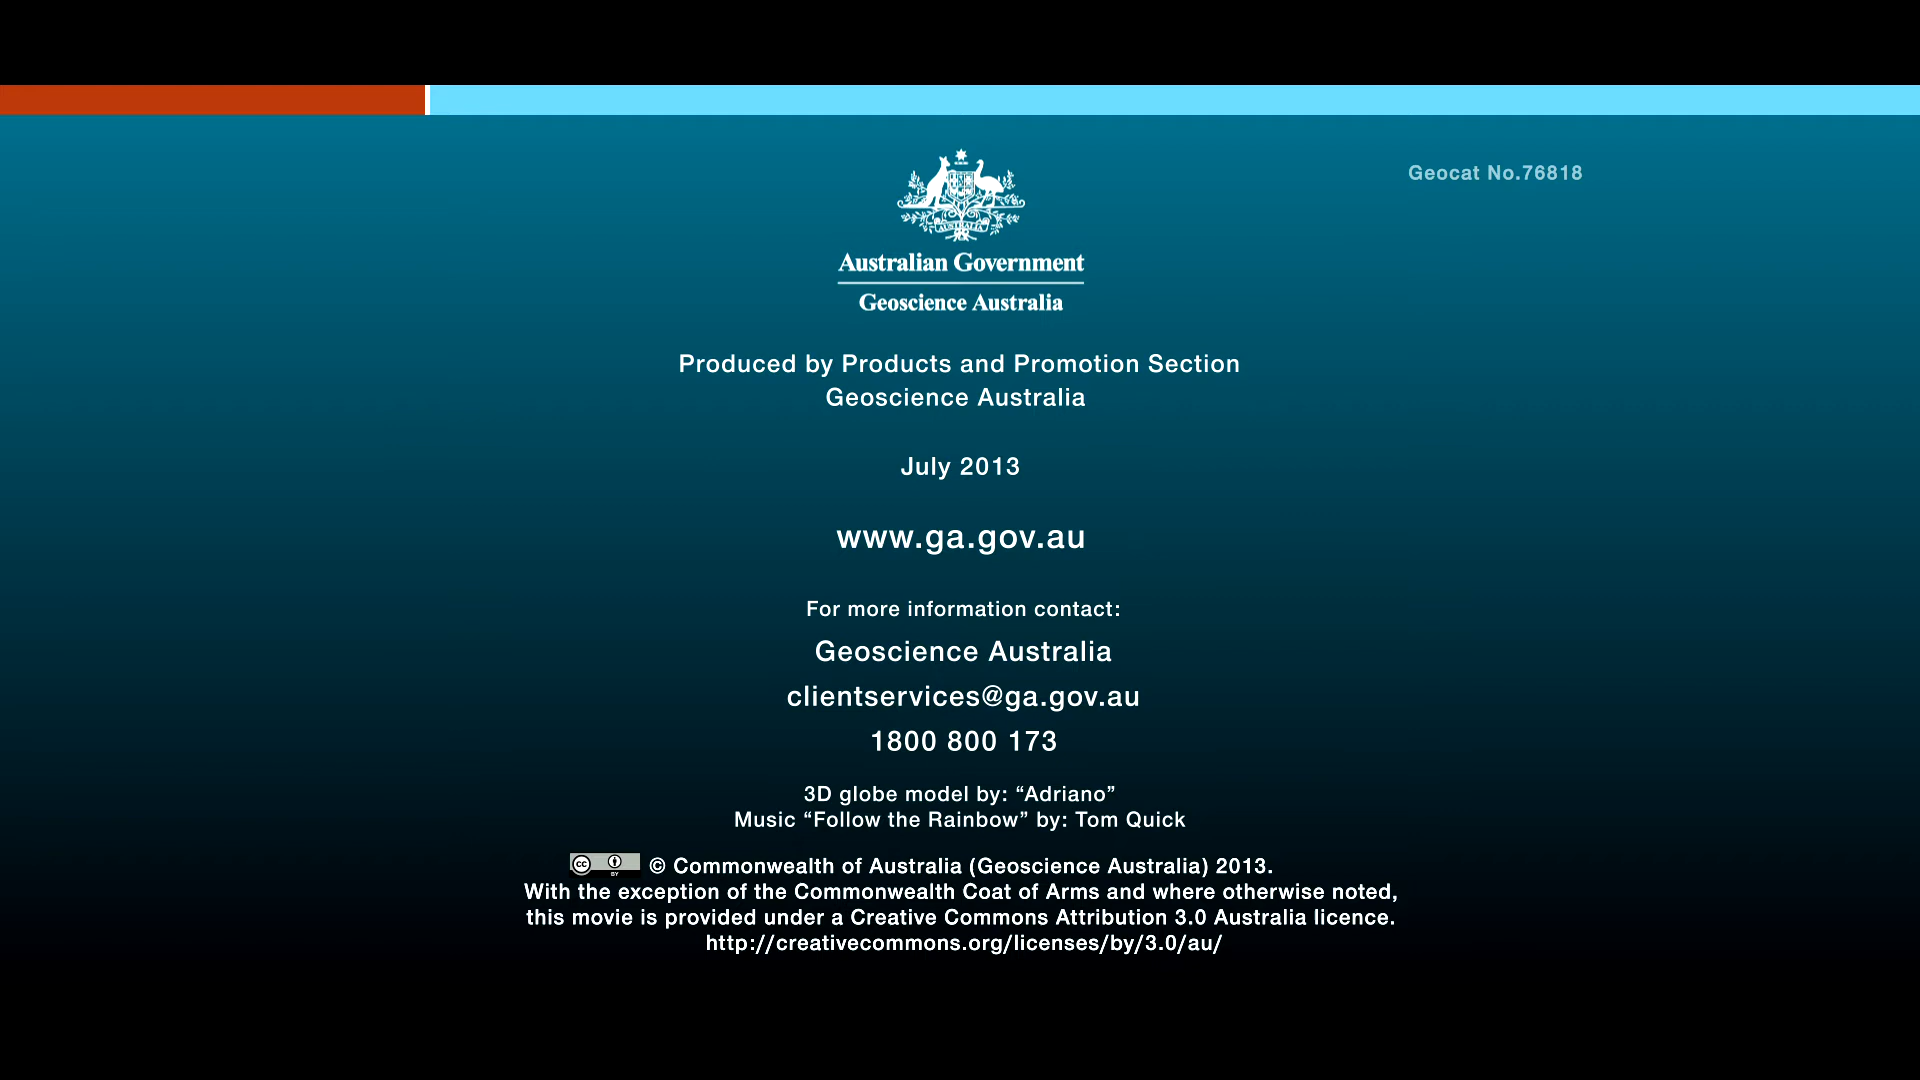 Geocat No.76818
AUSTRALIA
Australian Government
Geoscience Australia
Produced by Products and Promotion Section
Geoscience Australia
July 2013
www.ga.gov.au
For more information contact:
Geoscience Australia
clientservices@ga.gov.au
1800 800 173
3D globe model by: “Adriano”
Music “Follow the Rainbow” by: Tom Quick
cc BY © Commonwealth of Australia (Geoscience Australia) 2013.
With the exception of the Commonwealth Coat of Arms and where otherwise noted,
this movie is provided under a Creative Commons Attribution 3.0 Australia licence.
http://creativecommons.org/licenses/by/3.0/au/